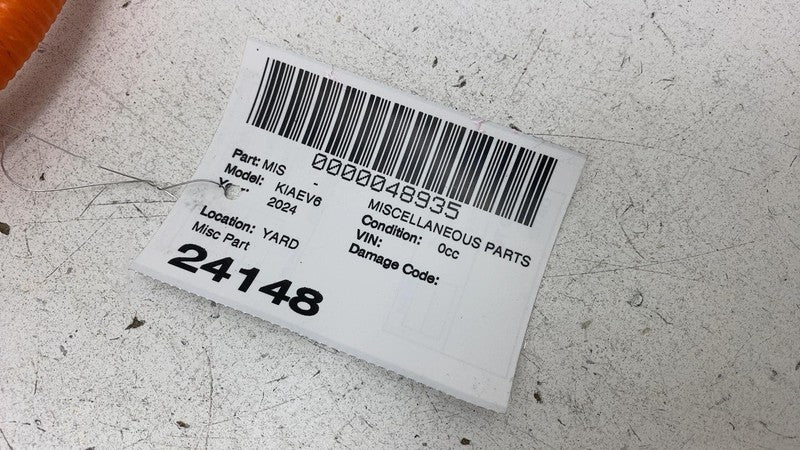 0000048935
Part: MIS - MISCELLANEOUS PARTS
Model: KIAEV6 Condition: 0cc
2024 VIN:
Location: YARD Damage Code:
Misc Part
24148